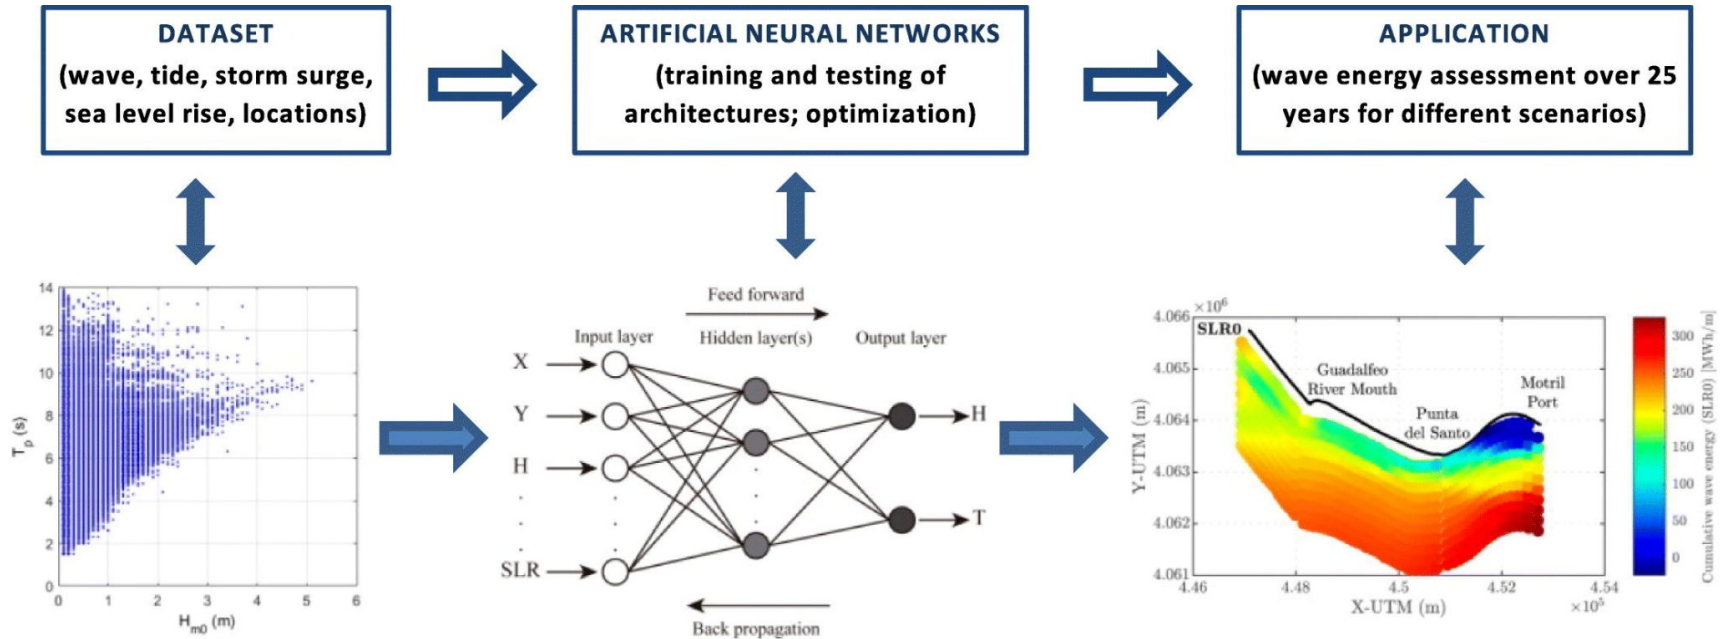 DATASET
(wave, tide, storm surge,
sea level rise, locations)
ARTIFICIAL NEURAL NETWORKS
(training and testing of
architectures; optimization)
APPLICATION
(wave energy assessment over 25
years for different scenarios)
14
12
10
8
6
4
2
0
0
1
2
3
4
5
6
Tp (s)
Hm0 (m)
Feed forward
Input layer
Hidden layer(s)
Output layer
X
Y
H
SLR
H
T
Back propagation
×10⁶
4.066
4.065
4.064
4.063
4.062
4.061
4.46
4.48
4.5
4.52
4.54
×10⁵
Y-UTM (m)
X-UTM (m)
SLR0
Guadalfeo
River Mouth
Punta
del Santo
Motril
Port
300
250
200
150
100
50
0
Cumulative wave energy (SLR0) [MWh/m]